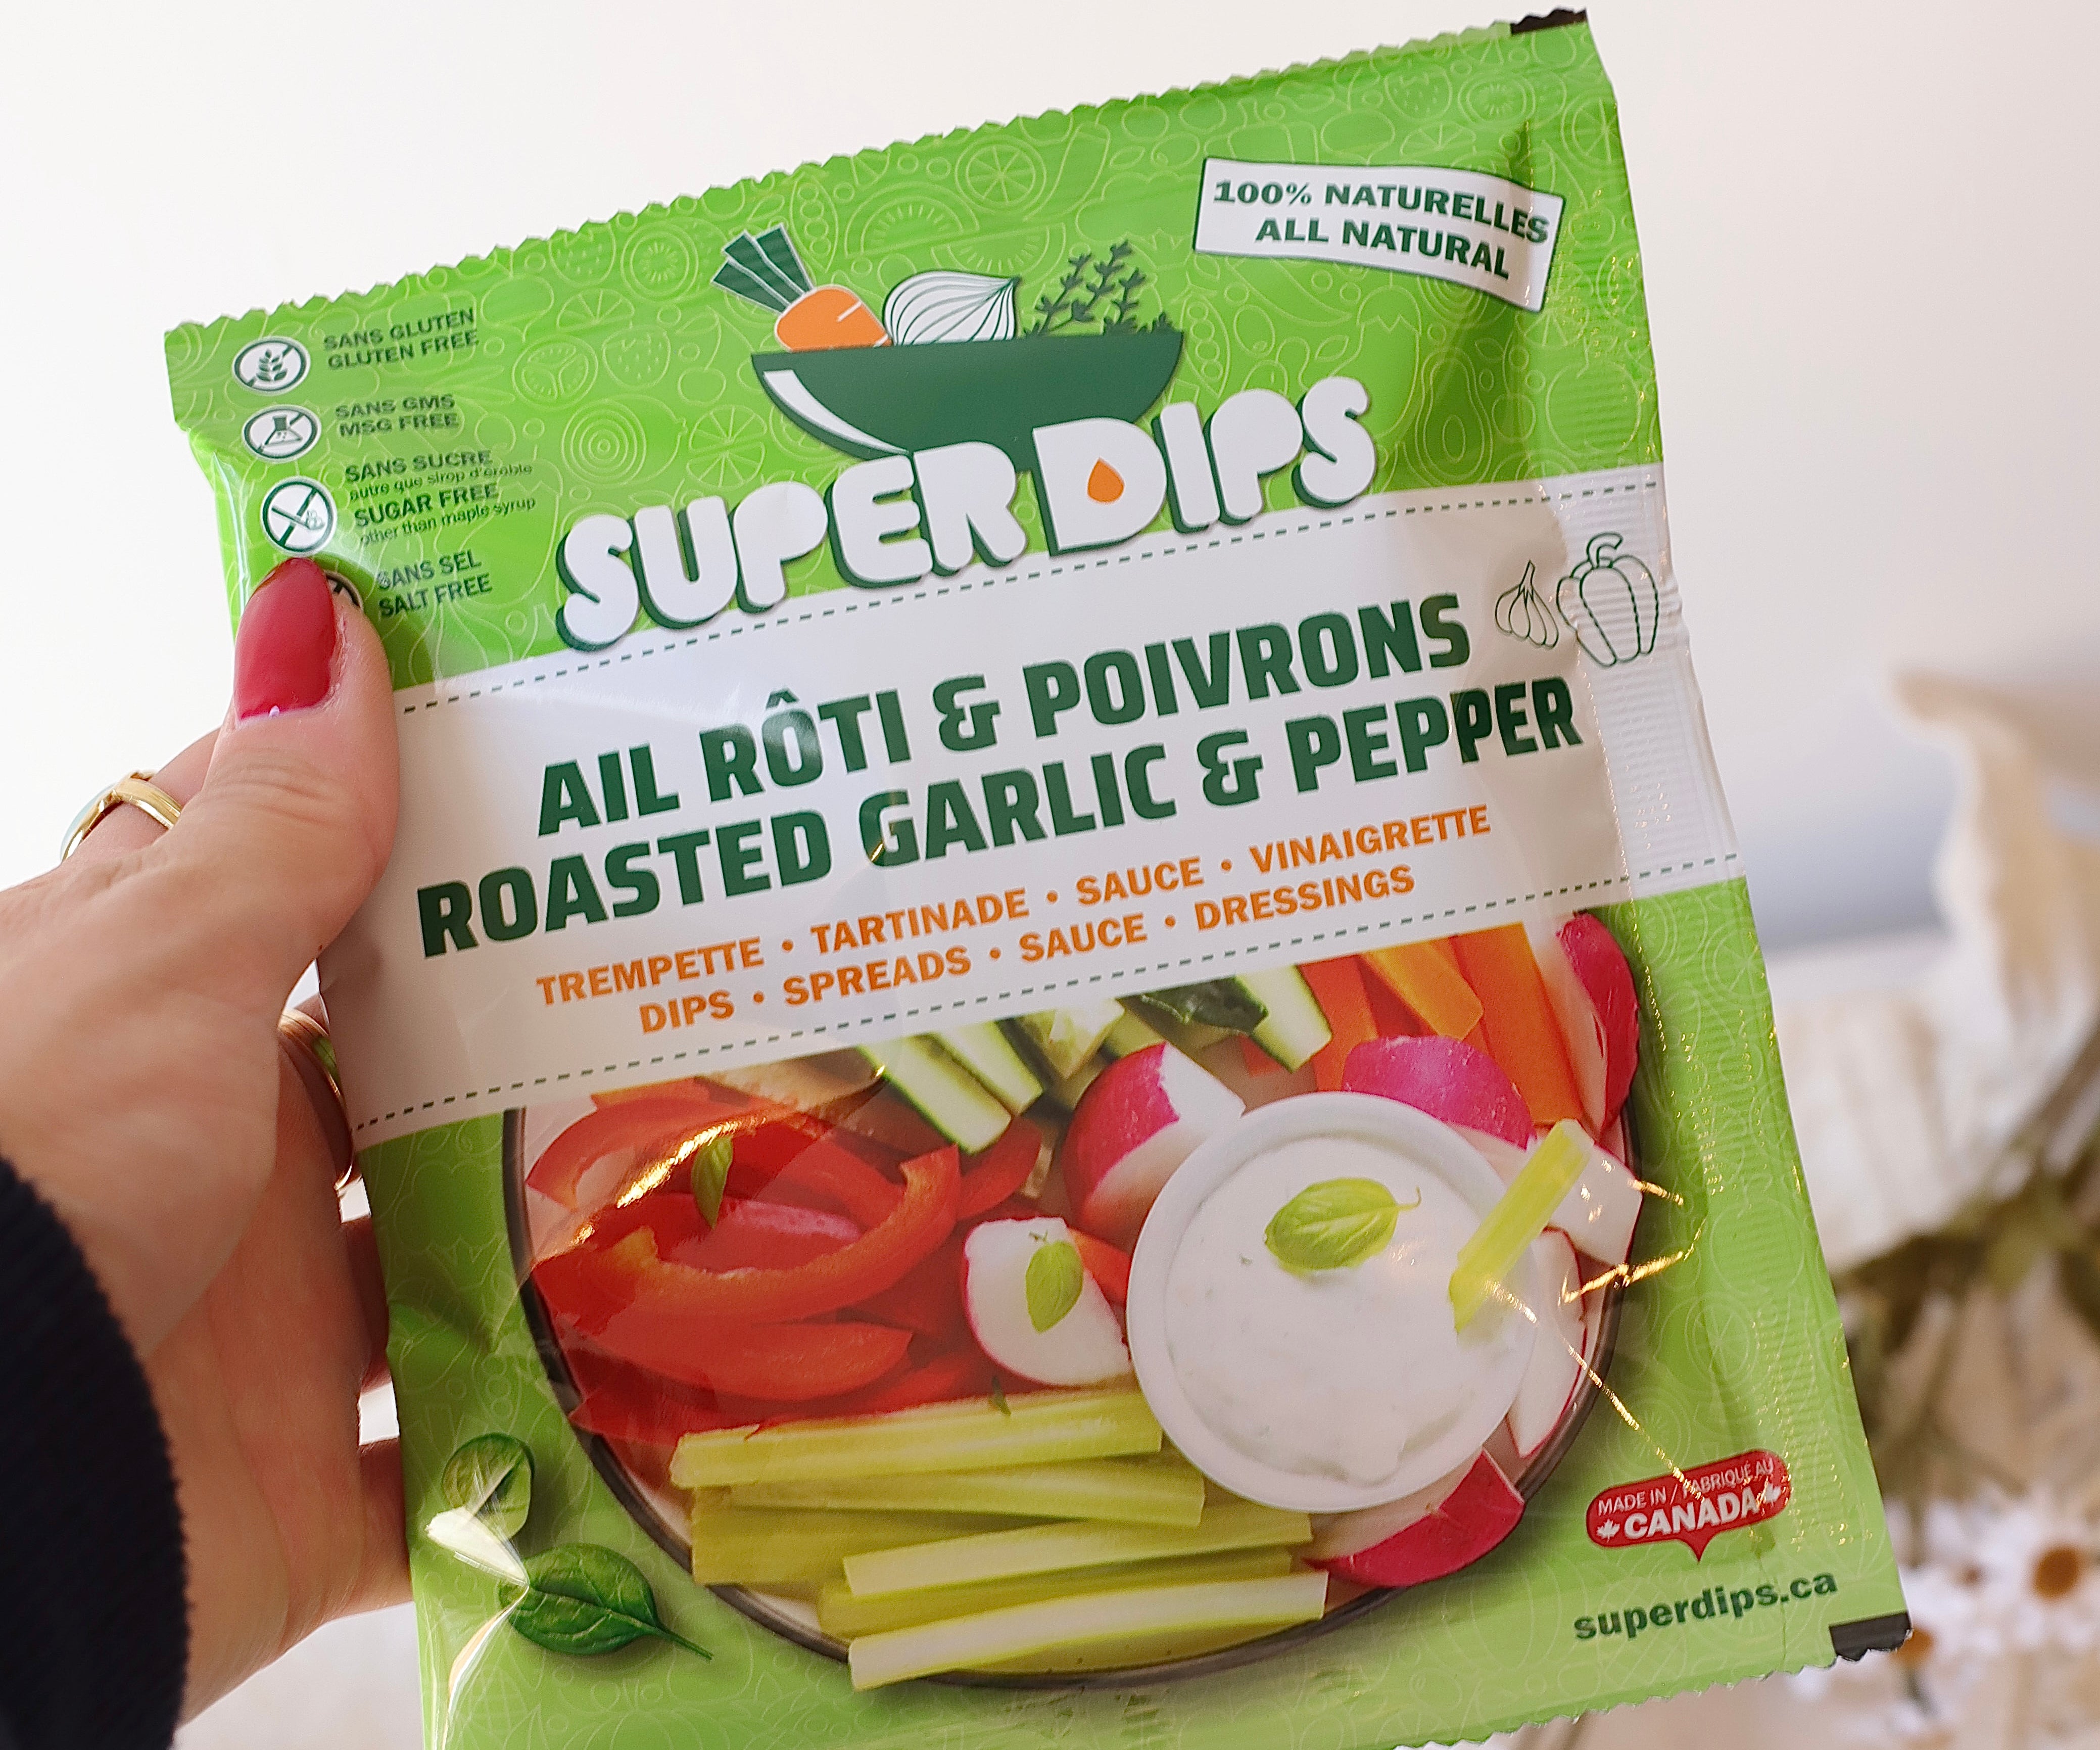 100% NATURELLES
ALL NATURAL
SANS GLUTEN
GLUTEN FREE
SANS GMS
MSG FREE
SANS SUCRE
autre que sirop d'érable
SUGAR FREE
other than maple syrup
SANS SEL
SALT FREE
SUPER DIPS
AIL RÔTI & POIVRONS
ROASTED GARLIC & PEPPER
TREMPETTE • TARTINADE • SAUCE • VINAIGRETTE
DIPS • SPREADS • SAUCE • DRESSINGS
MADE IN / FABRIQUÉ AU
CANADA
superdips.ca